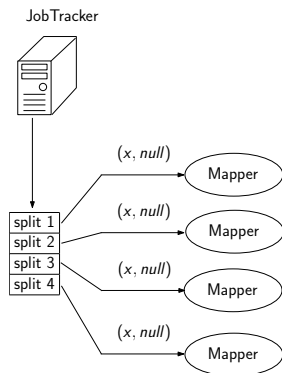 JobTracker
(x, null)
Mapper
(x, null)
Mapper
(x, null)
Mapper
(x, null)
Mapper
split 1
split 2
split 3
split 4